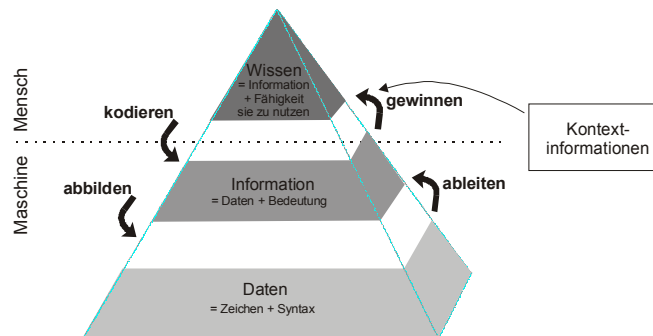 Mensch
Maschine
Wissen
= Information
+ Fähigkeit
sie zu nutzen
kodieren
gewinnen
Kontext-
informationen
abbilden
Information
= Daten + Bedeutung
ableiten
Daten
= Zeichen + Syntax